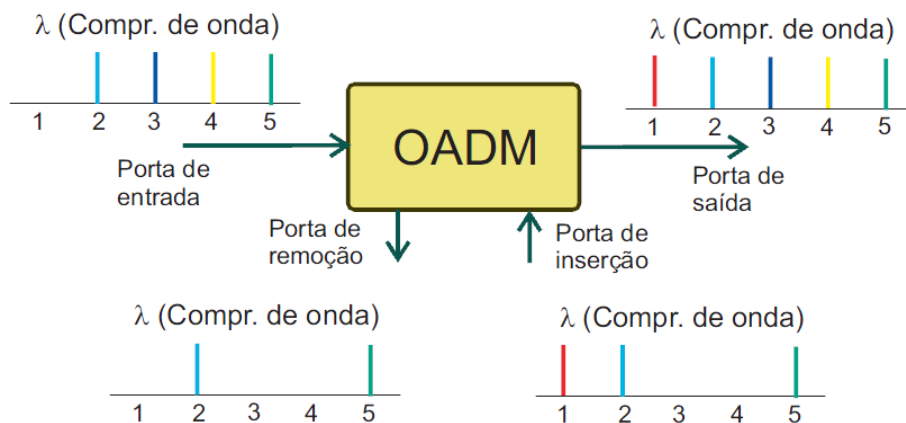 λ (Compr. de onda)
1 2 3 4 5
Porta de
entrada
OADM
λ (Compr. de onda)
1 2 3 4 5
Porta de
saída
Porta de
remoção
Porta de
inserção
λ (Compr. de onda)
1 2 3 4 5
λ (Compr. de onda)
1 2 3 4 5